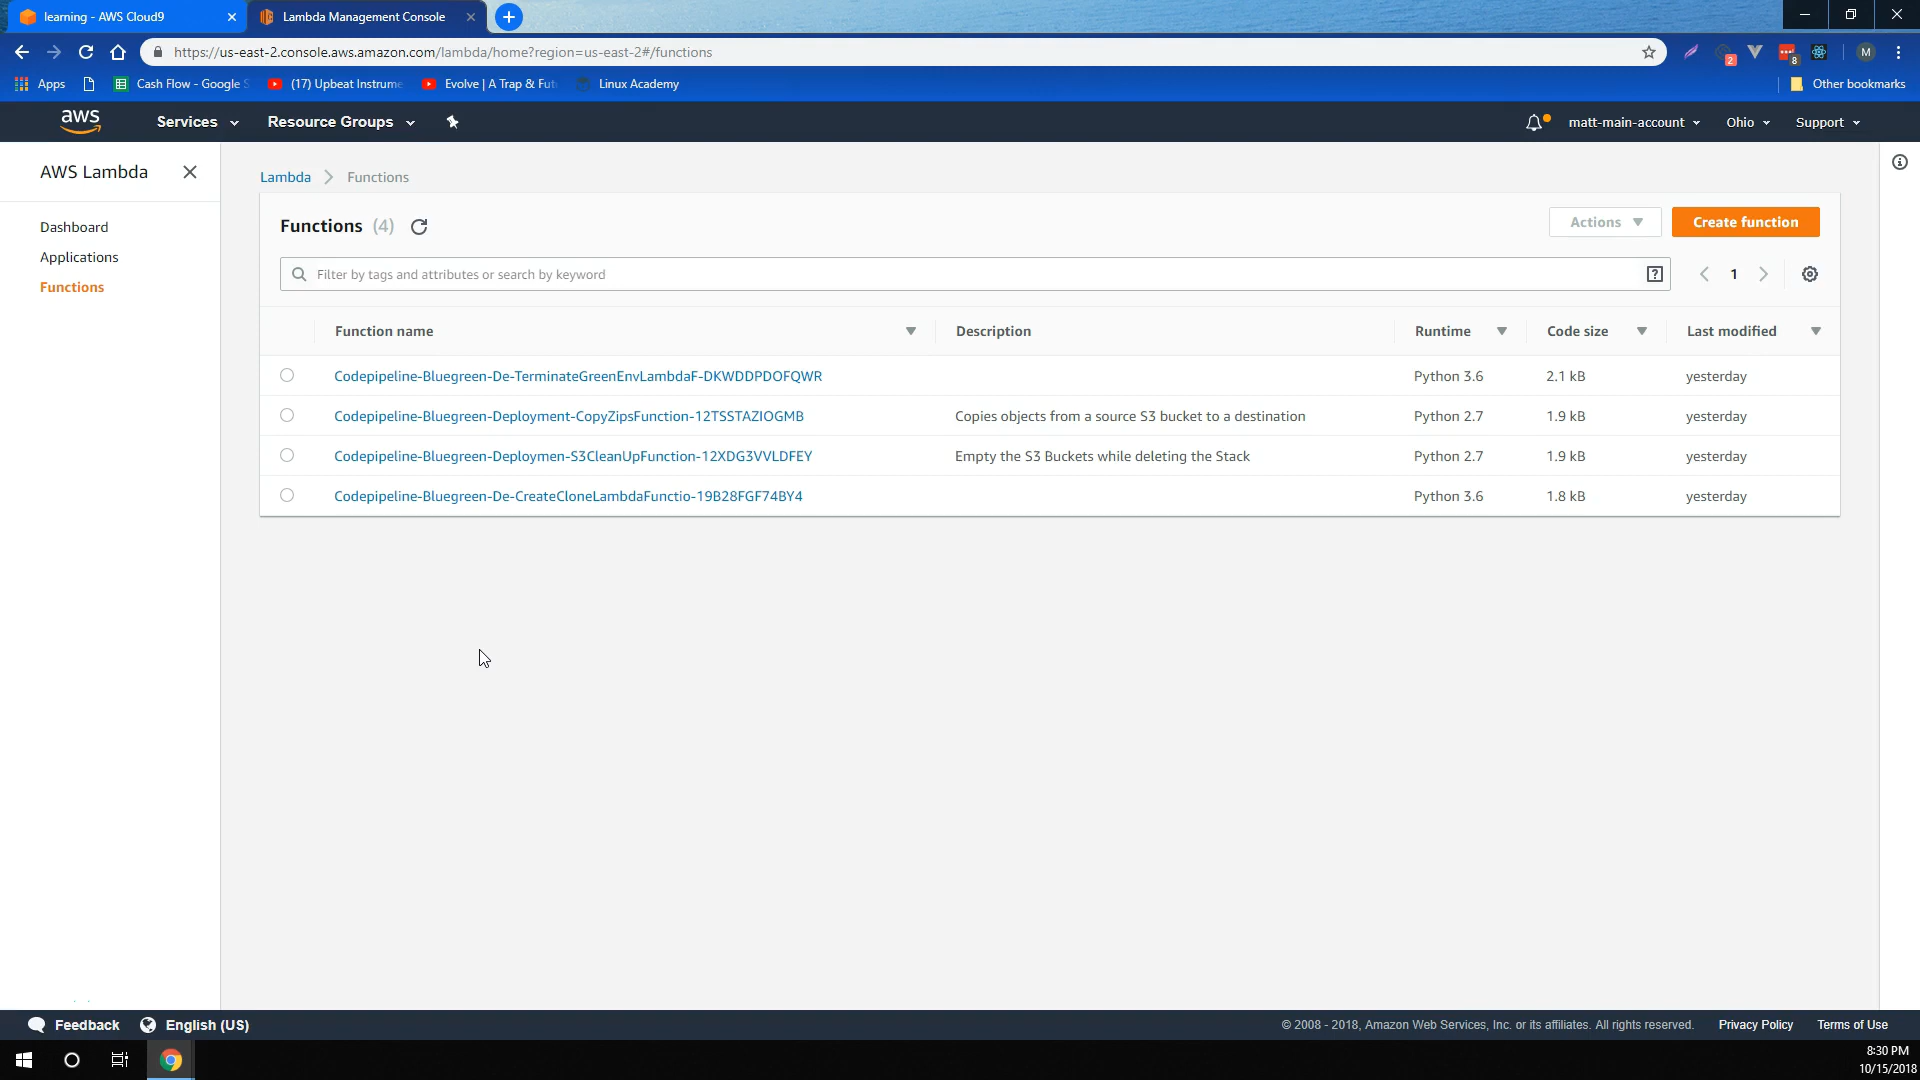 learning - AWS Cloud9
Lambda Management Console
https://us-east-2.console.aws.amazon.com/lambda/home?region=us-east-2#/functions
2
8
M
Apps
Cash Flow - Google S
(17) Upbeat Instrume
Evolve | A Trap & Futu
Linux Academy
Other bookmarks
aws
Services
Resource Groups
matt-main-account
Ohio
Support
AWS Lambda
Dashboard
Applications
Functions
Lambda
Functions
Functions (4)
Actions
Create function
Filter by tags and attributes or search by keyword
1
Function name
Description
Runtime
Code size
Last modified
Codepipeline-Bluegreen-De-TerminateGreenEnvLambdaF-DKWDDPDOFQWR
Python 3.6
2.1 kB
yesterday
Codepipeline-Bluegreen-Deployment-CopyZipsFunction-12TSSTAZIOGMB
Copies objects from a source S3 bucket to a destination
Python 2.7
1.9 kB
yesterday
Codepipeline-Bluegreen-Deploymen-S3CleanUpFunction-12XDG3VVLDFEY
Empty the S3 Buckets while deleting the Stack
Python 2.7
1.9 kB
yesterday
Codepipeline-Bluegreen-De-CreateCloneLambdaFunctio-19B28FGF74BY4
Python 3.6
1.8 kB
yesterday
Feedback
English (US)
© 2008 - 2018, Amazon Web Services, Inc. or its affiliates. All rights reserved.
Privacy Policy
Terms of Use
8:30 PM
10/15/2018